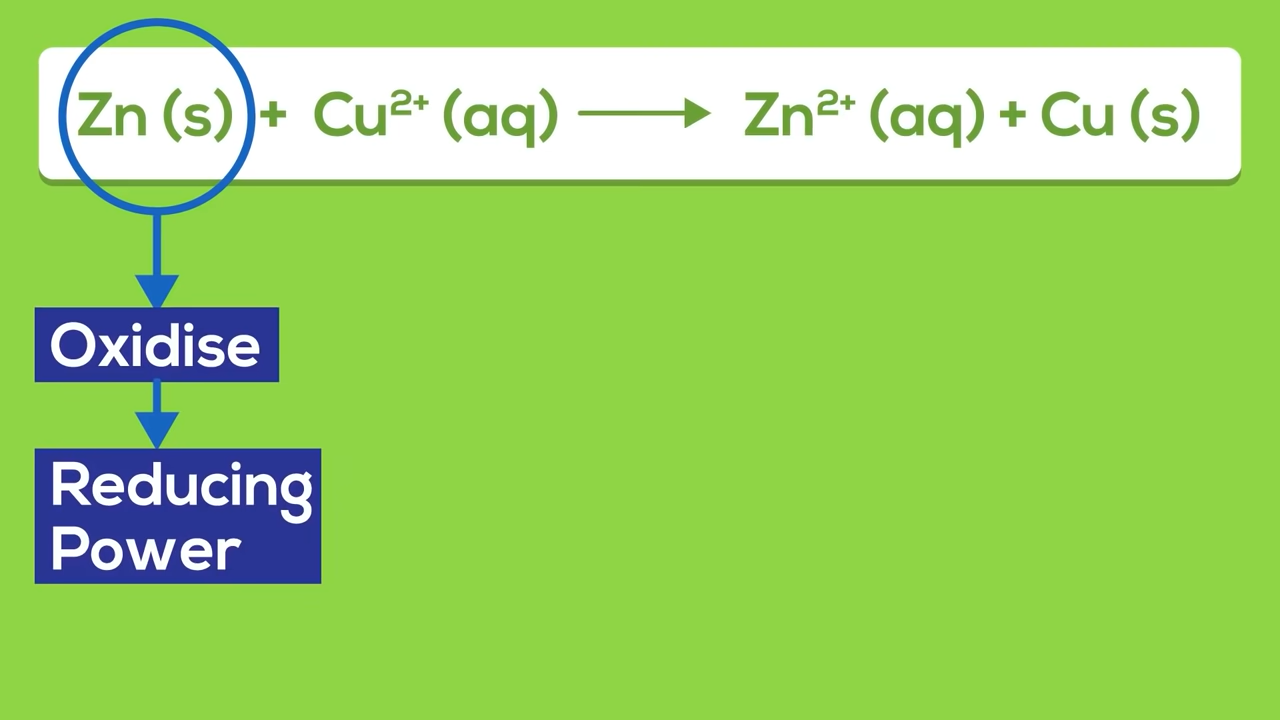 Zn (s) + Cu²⁺ (aq) ⟶ Zn²⁺ (aq) + Cu (s)
Oxidise
Reducing
Power